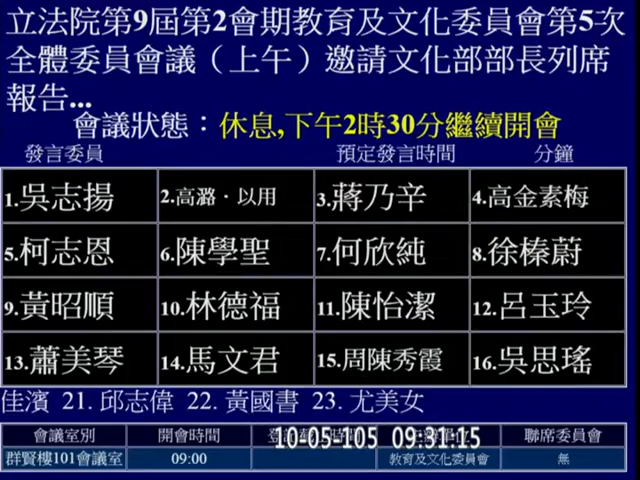 立法院第9屆第2會期教育及文化委員會第5次
全體委員會議（上午）邀請文化部部長列席
報告...
會議狀態：休息,下午2時30分繼續開會
發言委員 預定發言時間 分鐘
1.吳志揚 2.高潞．以用 3.蔣乃辛 4.高金素梅
5.柯志恩 6.陳學聖 7.何欣純 8.徐榛蔚
9.黃昭順 10.林德福 11.陳怡潔 12.呂玉玲
13.蕭美琴 14.馬文君 15.周陳秀霞 16.吳思瑤
佳濱 21. 邱志偉 22. 黃國書 23. 尤美女
會議室別 開會時間 聯席委員會
10-05-105 09:31:15
群賢樓101會議室 09:00 教育及文化委員會 無